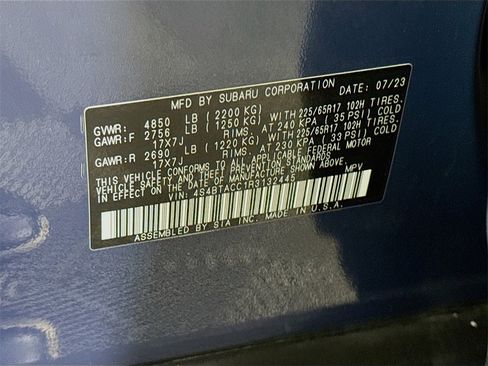 MFD BY SUBARU CORPORATION DATE: 07/23
GVWR: 4850 LB (2200 KG)
GAWR:F 2756 LB (1250 KG) WITH 225/65R17 102H TIRES.
17X7J RIMS. AT 240 KPA (35 PSI) COLD
GAWR:R 2690 LB (1220 KG) WITH 225/65R17 102H TIRES.
17X7J RIMS. AT 230 KPA (33 PSI) COLD
THIS VEHICLE CONFORMS TO ALL APPLICABLE FEDERAL MOTOR
VEHICLE SAFETY AND THEFT PREVENTION STANDARDS
IN EFFECT ON THE DATE OF MANUFACTURE SHOWN ABOVE.
VIN: 4S4BTACC1R3132445 MPV
ASSEMBLED BY SIA INC. MADE IN U.S.A.